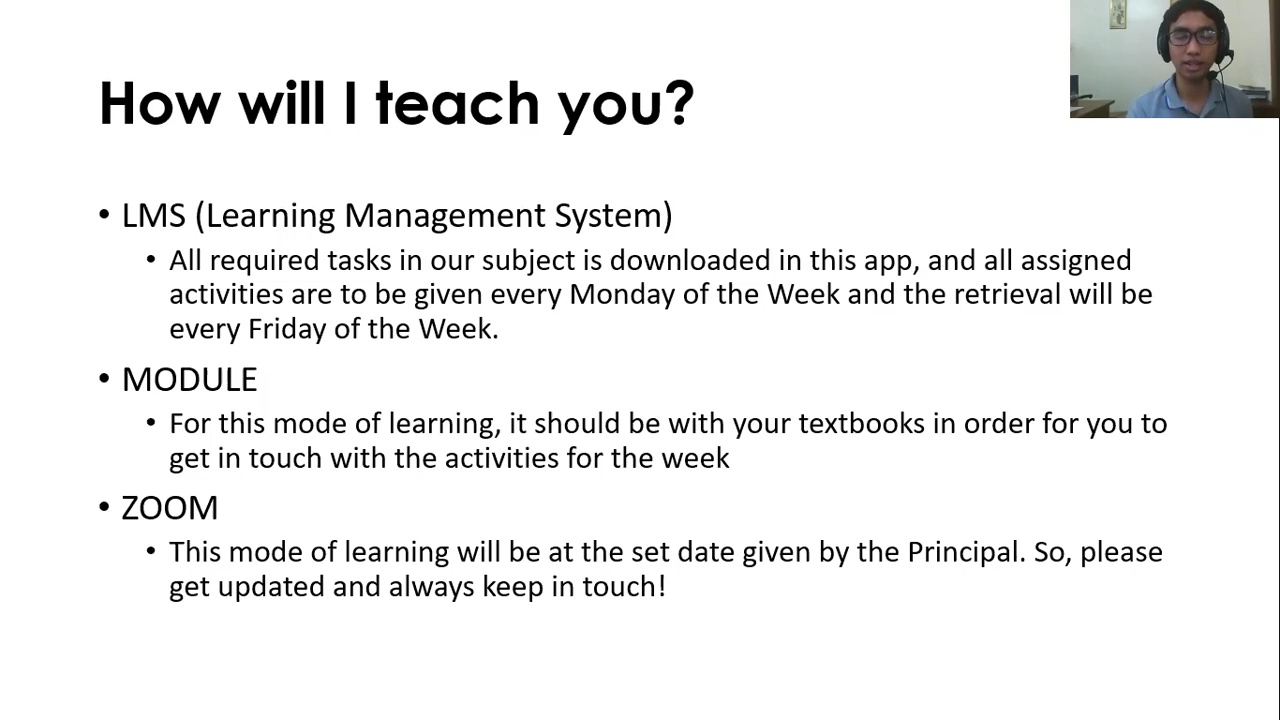 How will I teach you?
• LMS (Learning Management System)
• All required tasks in our subject is downloaded in this app, and all assigned
activities are to be given every Monday of the Week and the retrieval will be
every Friday of the Week.
• MODULE
• For this mode of learning, it should be with your textbooks in order for you to
get in touch with the activities for the week
• ZOOM
• This mode of learning will be at the set date given by the Principal. So, please
get updated and always keep in touch!